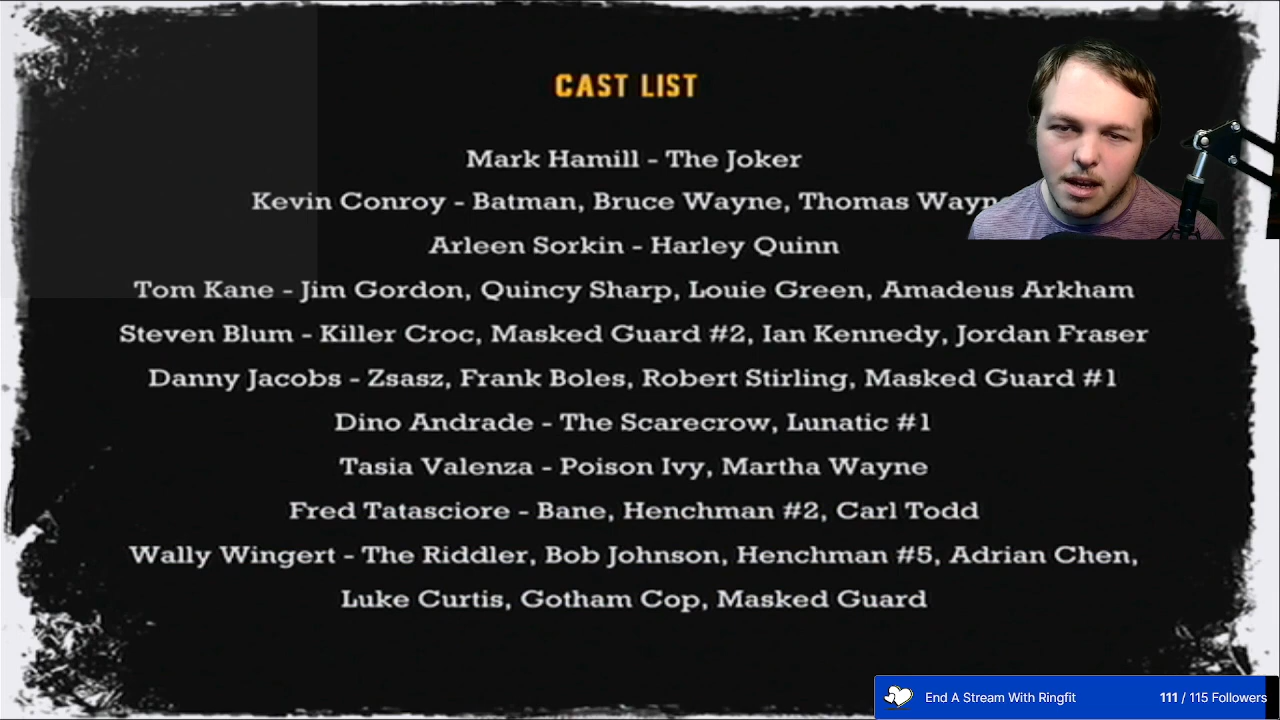 CAST LIST
Mark Hamill - The Joker
Kevin Conroy - Batman, Bruce Wayne, Thomas
Arleen Sorkin - Harley Quinn
Tom Kane - Jim Gordon, Quincy Sharp, Louie Green, Amadeus Arkham
Steven Blum - Killer Croc, Masked Guard #2, Ian Kennedy, Jordan Fraser
Danny Jacobs - Zsasz, Frank Boles, Robert Stirling, Masked Guard #1
Dino Andrade - The Scarecrow, Lunatic #1
Tasia Valenza - Poison Ivy, Martha Wayne
Fred Tatasciore - Bane, Henchman #2, Carl Todd
Wally Wingert - The Riddler, Bob Johnson, Henchman #5, Adrian Chen,
Luke Curtis, Gotham Cop, Masked Guard
End A Stream With Ringfit 111 / 115 Followers